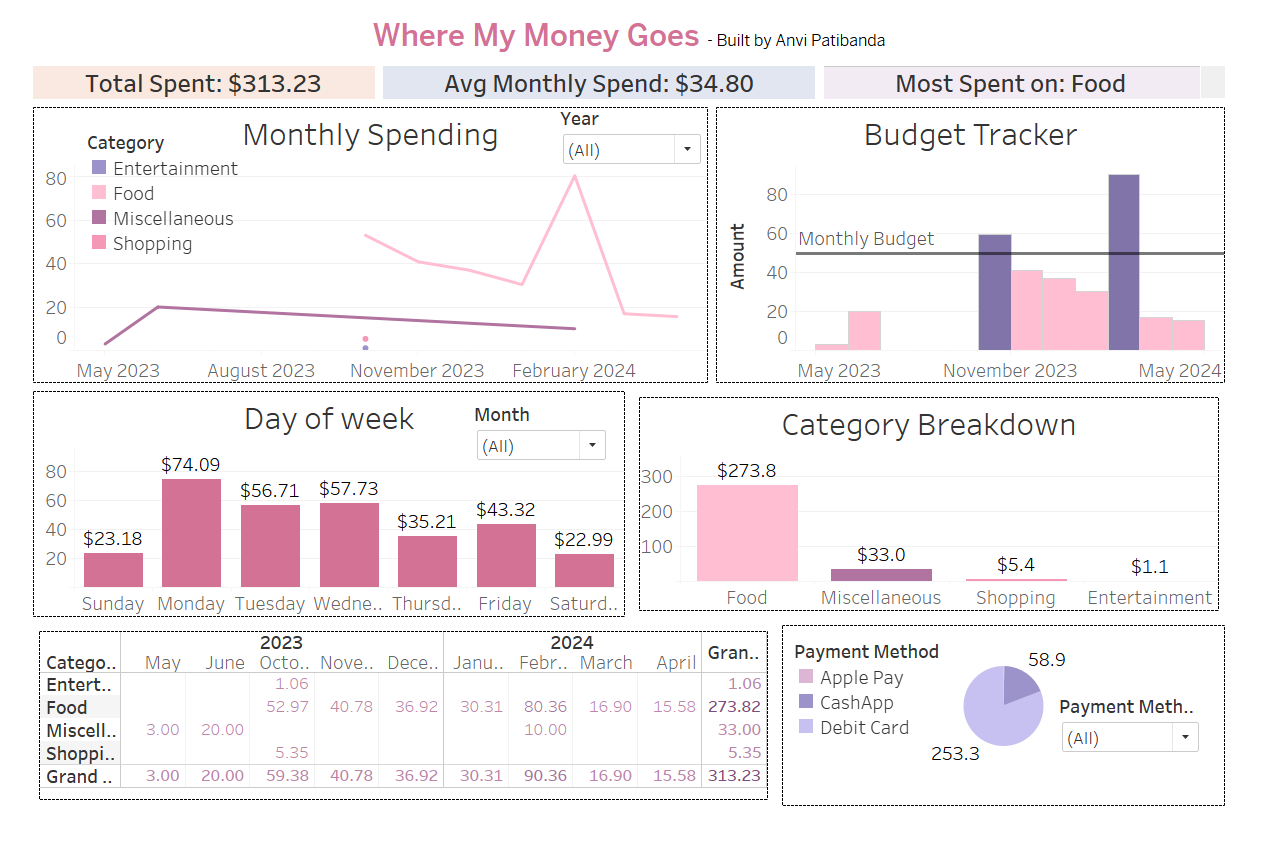 Where My Money Goes - Built by Anvi Patibanda
Total Spent: $313.23
Avg Monthly Spend: $34.80
Most Spent on: Food
Monthly Spending
Year
(All)
Category
Entertainment
Food
Miscellaneous
Shopping
80
60
40
20
0
May 2023 August 2023 November 2023 February 2024
Budget Tracker
Amount
80
60
40
20
0
Monthly Budget
May 2023 November 2023 May 2024
Day of week
Month
(All)
80
60
40
20
$23.18 $74.09 $56.71 $57.73 $35.21 $43.32 $22.99
Sunday Monday Tuesday Wedne.. Thursd.. Friday Saturd..
Category Breakdown
300
200
100
$273.8 $33.0 $5.4 $1.1
Food Miscellaneous Shopping Entertainment
2023 2024
Catego.. May June Octo.. Nove.. Dece.. Janu.. Febr.. March April Gran..
Entert.. 1.06 1.06
Food 52.97 40.78 36.92 30.31 80.36 16.90 15.58 273.82
Miscell.. 3.00 20.00 10.00 33.00
Shoppi.. 5.35 5.35
Grand .. 3.00 20.00 59.38 40.78 36.92 30.31 90.36 16.90 15.58 313.23
Payment Method
Apple Pay
CashApp
Debit Card
58.9
253.3
Payment Meth..
(All)